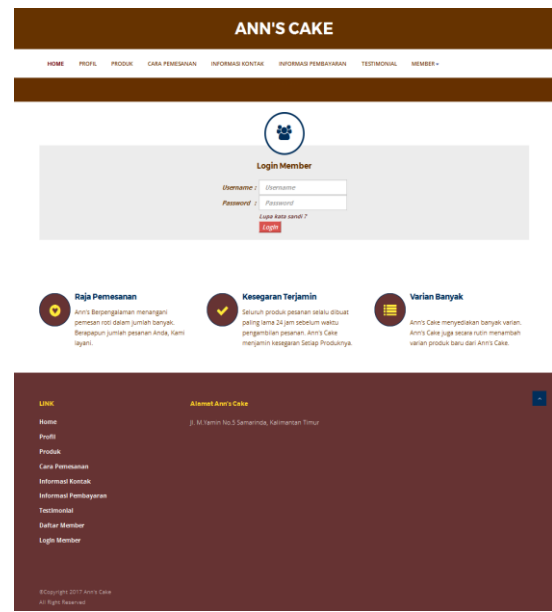 ANN'S CAKE
HOME PROFIL PRODUK CARA PEMESANAN INFORMASI KONTAK INFORMASI PEMBAYARAN TESTIMONIAL MEMBER
Login Member
Username : Username
Password : Password
Lupa kata sandi ?
Login
Raja Pemesanan
Ann's Berpengalaman menangani
pemesan roti dalam jumlah banyak.
Berapapun jumlah pesanan Anda, Kami
layani.
Kesegaran Terjamin
Seluruh produk pesanan selalu dibuat
paling lama 24 jam sebelum waktu
pengambilan pesanan. Ann's Cake
menjamin kesegaran Setiap Produknya.
Varian Banyak
Ann's Cake menyediakan banyak varian.
Ann's Cake juga secara rutin menambah
varian produk baru dari Ann's Cake.
LINK
Home
Profil
Produk
Cara Pemesanan
Informasi Kontak
Informasi Pembayaran
Testimonial
Daftar Member
Login Member
Alamat Ann's Cake
Jl. M.Yamin No.5 Samarinda, Kalimantan Timur
©Copyright 2017 Ann's Cake
All Right Reserved